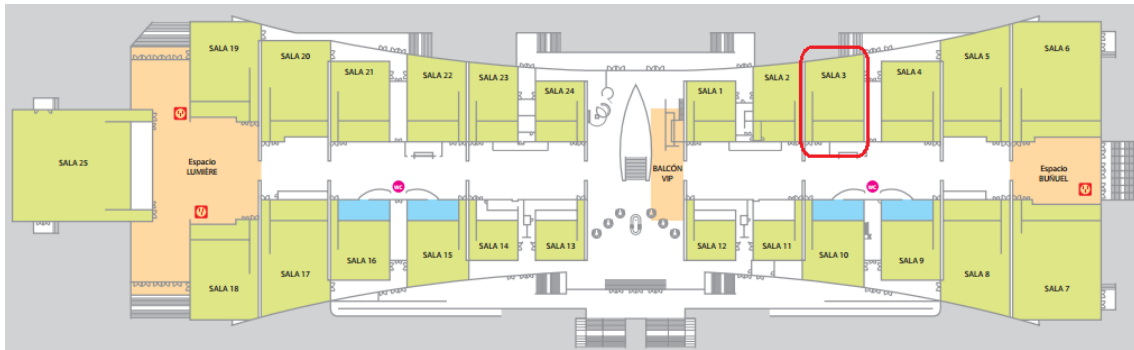 SALA 19
SALA 20
SALA 21
SALA 22
SALA 23
SALA 24
SALA 1
SALA 2
SALA 3
SALA 4
SALA 5
SALA 6
SALA 25
Espacio
LUMIÈRE
BALCÓN
VIP
Espacio
BUÑUEL
WC
WC
SALA 18
SALA 17
SALA 16
SALA 15
SALA 14
SALA 13
SALA 12
SALA 11
SALA 10
SALA 9
SALA 8
SALA 7